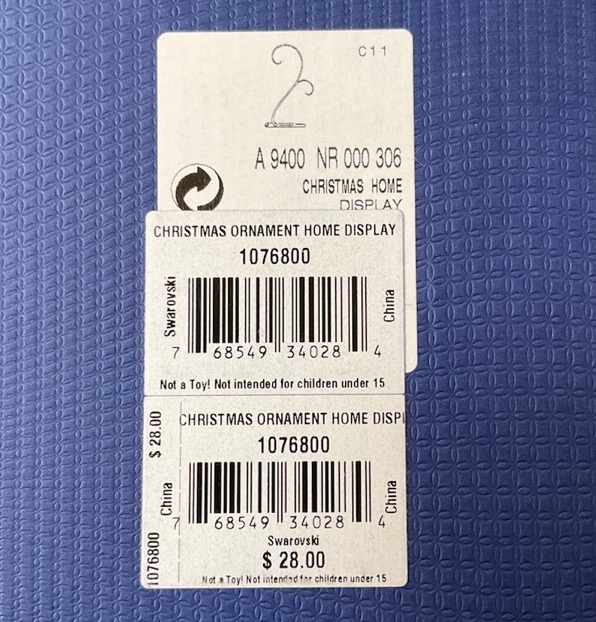 C11
A 9400 NR 000 306
CHRISTMAS HOME
DISPLAY
CHRISTMAS ORNAMENT HOME DISPLAY
1076800
Swarovski
China
7 68549 34028 4
Not a Toy! Not intended for children under 15
$ 28.00
China
1076800
CHRISTMAS ORNAMENT HOME DISPL
1076800
China
7 68549 34028 4
Swarovski
$ 28.00
Not a Toy! Not intended for children under 15